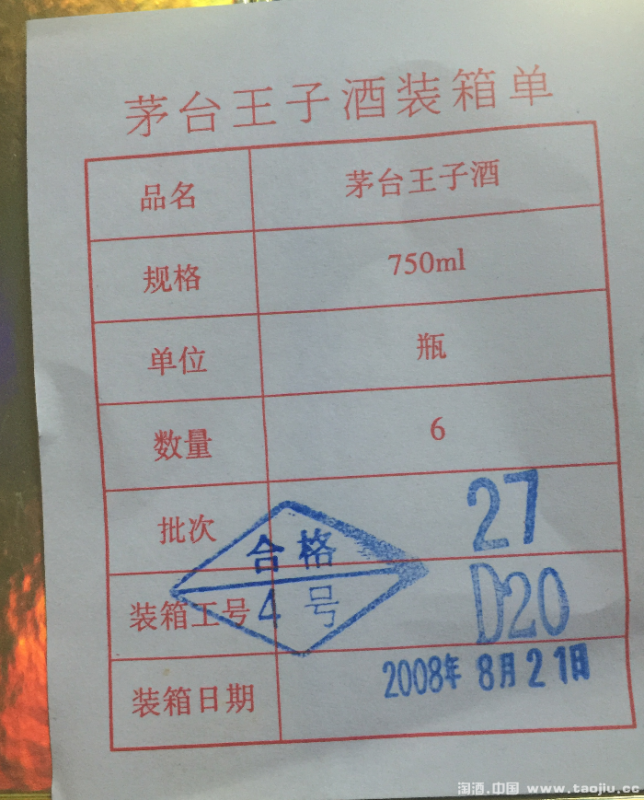 茅台王子酒装箱单
品名 茅台王子酒
规格 750ml
单位 瓶
数量 6
批次 27
合格
装箱工号 D20
4号
装箱日期 2008年8月21日
淘酒.中国 www.taojiu.cc